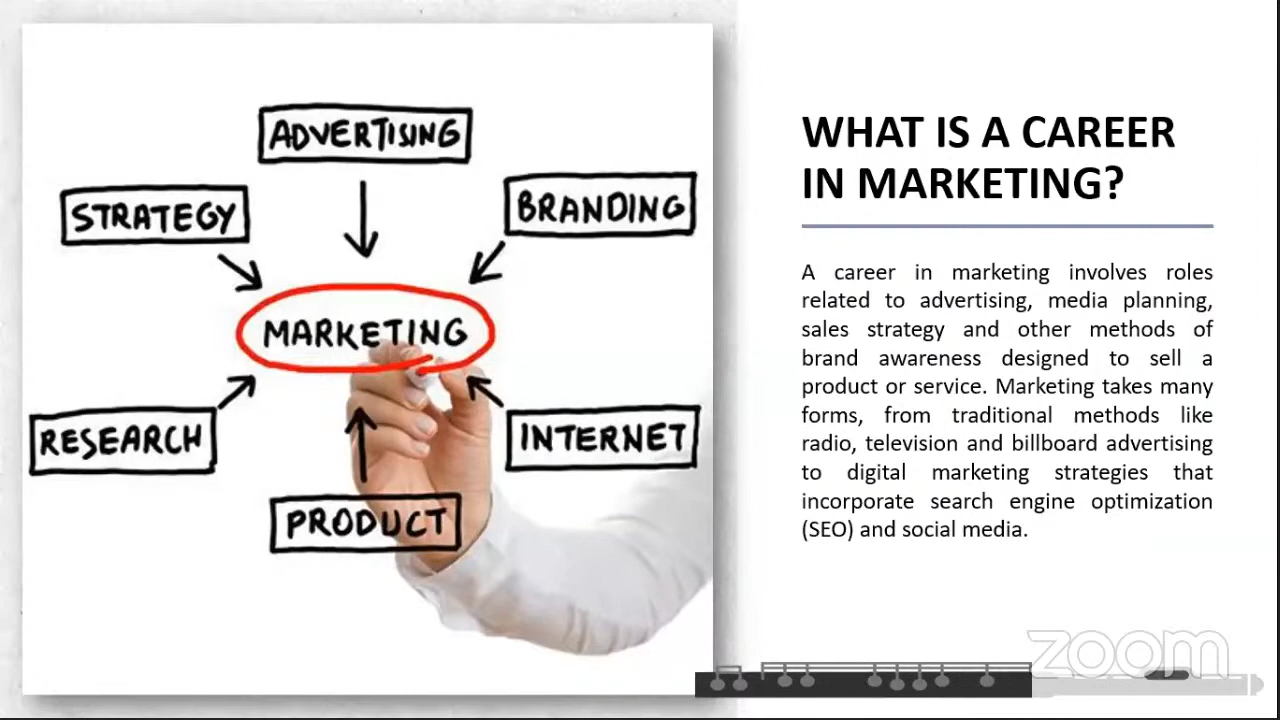 ADVERTISING
STRATEGY
BRANDING
MARKETING
RESEARCH
INTERNET
PRODUCT
WHAT IS A CAREER
IN MARKETING?
A career in marketing involves roles
related to advertising, media planning,
sales strategy and other methods of
brand awareness designed to sell a
product or service. Marketing takes many
forms, from traditional methods like
radio, television and billboard advertising
to digital marketing strategies that
incorporate search engine optimization
(SEO) and social media.
zoom